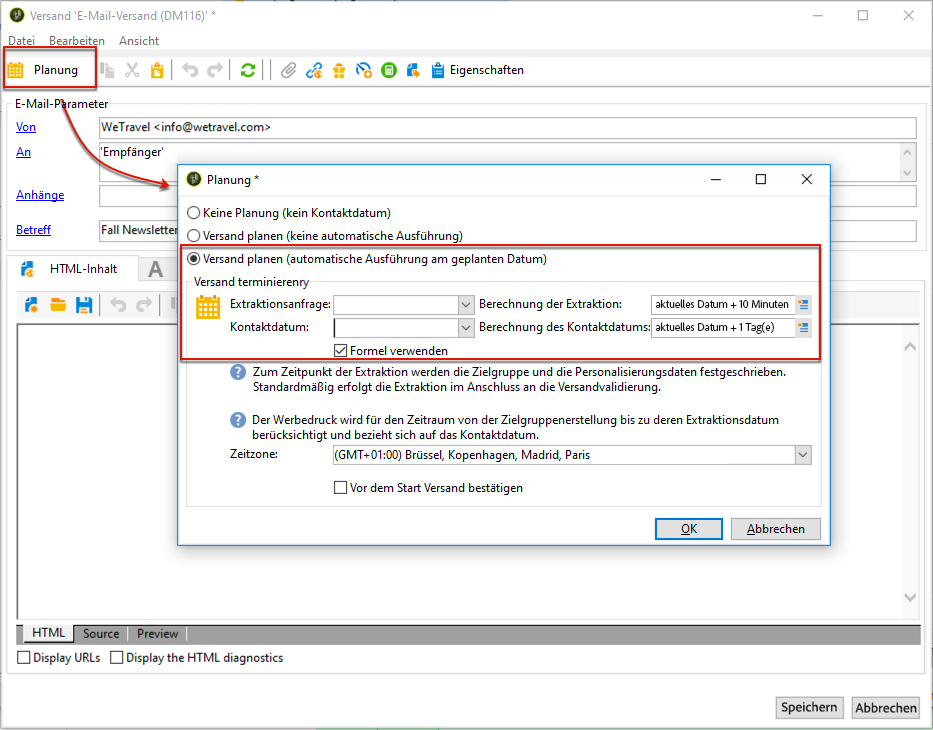 Versand 'E-Mail-Versand (DM116)' *
Datei Bearbeiten Ansicht
Planung Eigenschaften
E-Mail-Parameter
Von WeTravel <info@wetravel.com>
An 'Empfänger'
Anhänge
Betreff Fall Newsletter
HTML-Inhalt A
Planung *
Keine Planung (kein Kontaktdatum)
Versand planen (keine automatische Ausführung)
Versand planen (automatische Ausführung am geplanten Datum)
Versand terminierenry
Extraktionsanfrage: Berechnung der Extraktion: aktuelles Datum + 10 Minuten
Kontaktdatum: Berechnung des Kontaktdatums: aktuelles Datum + 1 Tag(e)
Formel verwenden
Zum Zeitpunkt der Extraktion werden die Zielgruppe und die Personalisierungsdaten festgeschrieben.
Standardmäßig erfolgt die Extraktion im Anschluss an die Versandvalidierung.
Der Werbedruck wird für den Zeitraum von der Zielgruppenerstellung bis zu deren Extraktionsdatum
berücksichtigt und bezieht sich auf das Kontaktdatum.
Zeitzone: (GMT+01:00) Brüssel, Kopenhagen, Madrid, Paris
Vor dem Start Versand bestätigen
OK Abbrechen
HTML Source Preview
Display URLs Display the HTML diagnostics
Speichern Abbrechen